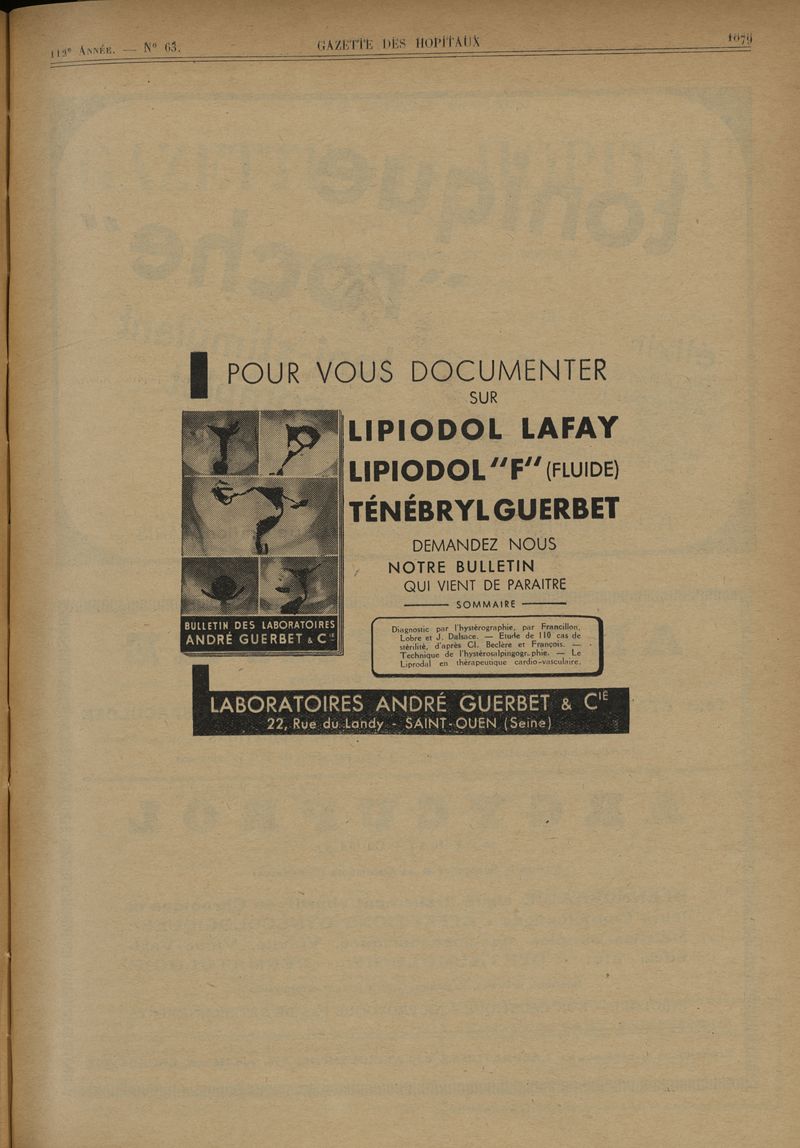 112e ANNÉE. — No 63.
GAZETTE DES HOPITAUX
1079
POUR VOUS DOCUMENTER
SUR
LIPIODOL LAFAY
LIPIODOL "F" (FLUIDE)
TÉNÉBRYL GUERBET
DEMANDEZ NOUS
NOTRE BULLETIN
QUI VIENT DE PARAITRE
SOMMAIRE
BULLETIN DES LABORATOIRES
ANDRÉ GUERBET & CIE
Diagnostic par l'hystérographie, par Francillon,
Lobre et J. Dalsace. — Etude de 110 cas de
stérilité, d'après Cl. Beclère et François. —
Technique de l'hystérosalpingographie. — Le
Liprodal en thérapeutique cardio-vasculaire.
LABORATOIRES ANDRÉ GUERBET & CIE
22, Rue du Landy - SAINT-OUEN (Seine)